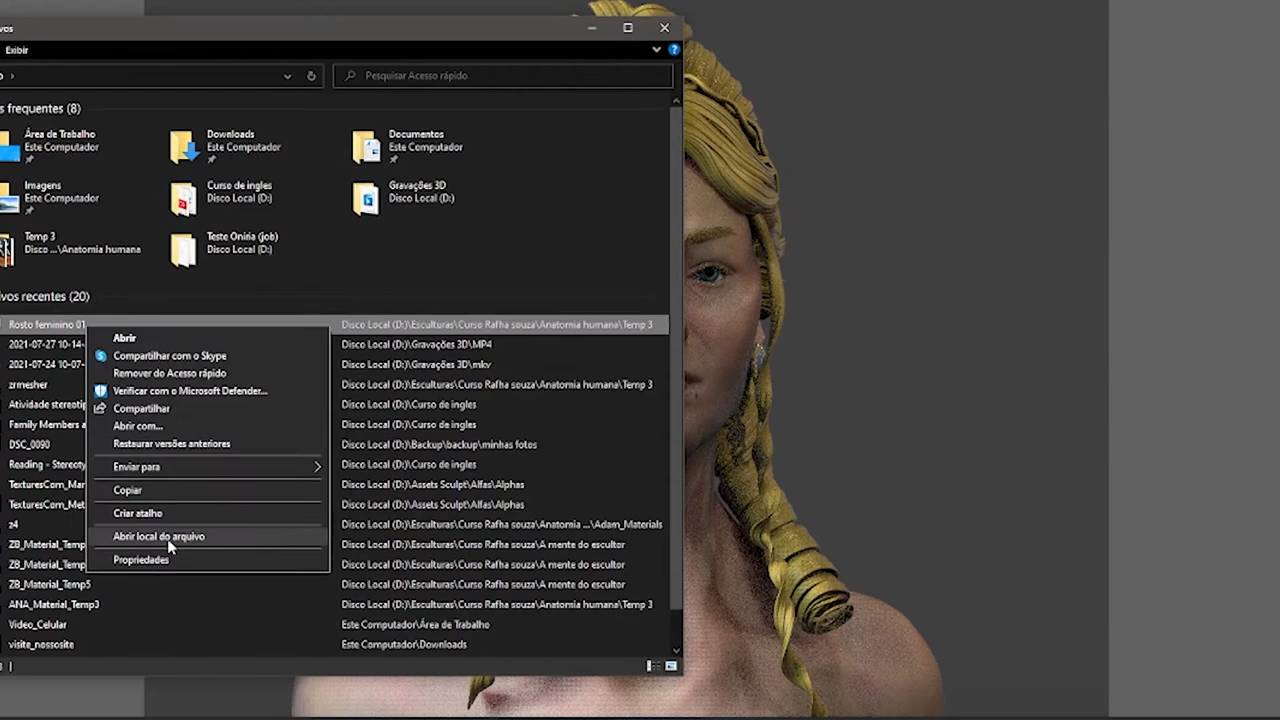 vos
Exibir
Pesquisar Acesso rápido
s frequentes (8)
Área de Trabalho
Este Computador
Downloads
Este Computador
Documentos
Este Computador
Imagens
Este Computador
Curso de ingles
Disco Local (D:)
Gravações 3D
Disco Local (D:)
Temp 3
Disco ...\Anatomia humana
Teste Oniria (job)
Disco Local (D:)
vos recentes (20)
Rosto feminino 01
Disco Local (D:)\Esculturas\Curso Rafha souza\Anatomia humana\Temp 3
2021-07-27 10-14-
Disco Local (D:)\Gravações 3D\MP4
2021-07-24 10-07-
Disco Local (D:)\Gravações 3D\mkv
zrmesher
Disco Local (D:)\Esculturas\Curso Rafha souza\Anatomia humana\Temp 3
Atividade stereotip
Disco Local (D:)\Curso de ingles
Family Members a
Disco Local (D:)\Curso de ingles
DSC_0090
Disco Local (D:)\Backup\backup\minhas fotos
Reading - Stereoty
Disco Local (D:)\Curso de ingles
TexturesCom_Mar
Disco Local (D:)\Assets Sculpt\Alfas\Alphas
TexturesCom_Met
Disco Local (D:)\Assets Sculpt\Alfas\Alphas
z4
Disco Local (D:)\Esculturas\Curso Rafha souza\Anatomia ...\Adam_Materials
ZB_Material_Temp
Disco Local (D:)\Esculturas\Curso Rafha souza\A mente do escultor
ZB_Material_Temp
Disco Local (D:)\Esculturas\Curso Rafha souza\A mente do escultor
ZB_Material_Temp5
Disco Local (D:)\Esculturas\Curso Rafha souza\A mente do escultor
ANA_Material_Temp3
Disco Local (D:)\Esculturas\Curso Rafha souza\Anatomia humana\Temp 3
Video_Celular
Este Computador\Área de Trabalho
visite_nossosite
Este Computador\Downloads
Abrir
Compartilhar com o Skype
Remover do Acesso rápido
Verificar com o Microsoft Defender...
Compartilhar
Abrir com...
Restaurar versões anteriores
Enviar para
Copiar
Criar atalho
Abrir local do arquivo
Propriedades